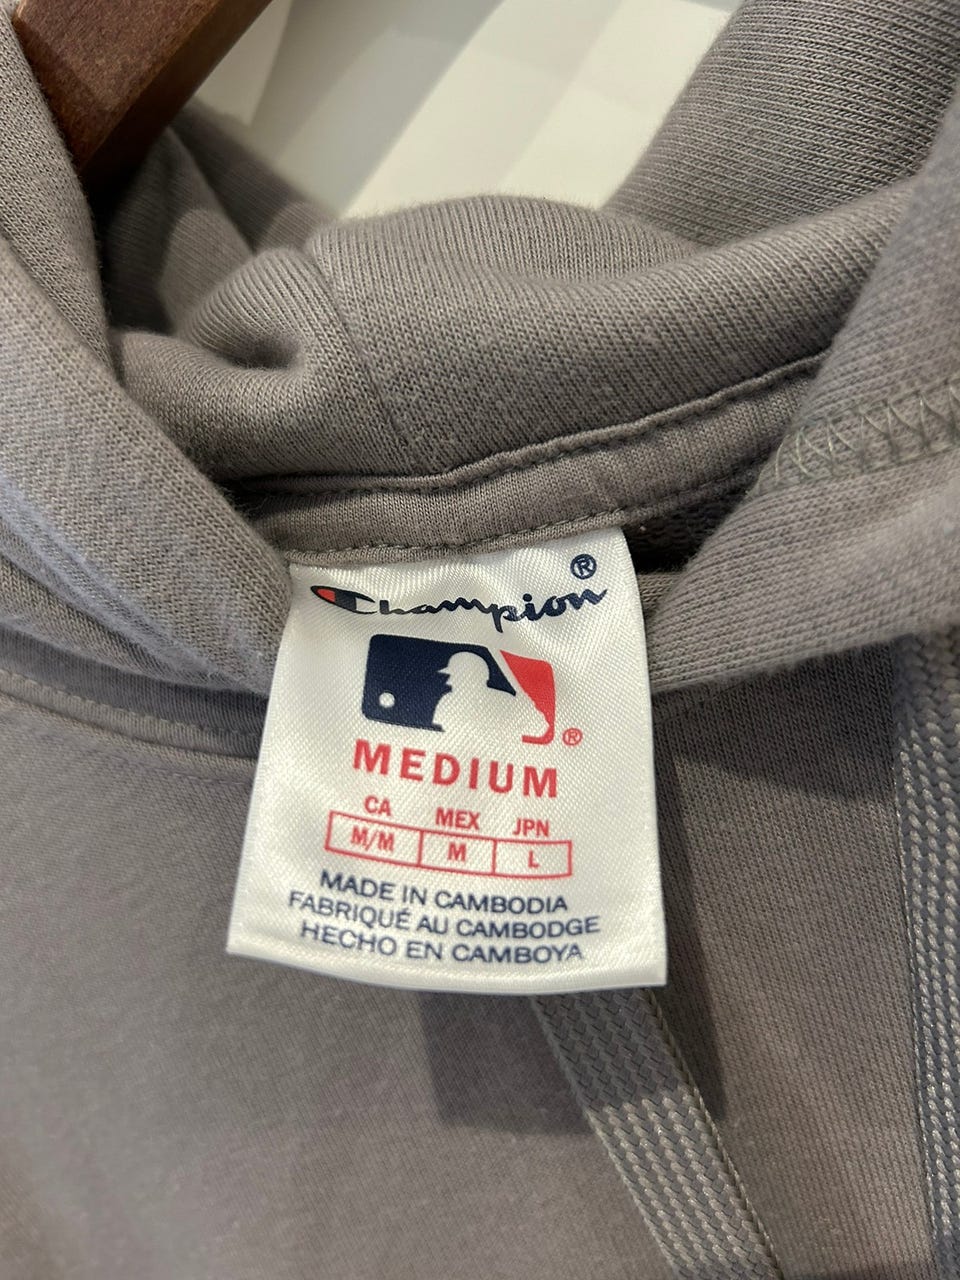 Champion ®
®
MEDIUM
CA MEX JPN
M/M M L
MADE IN CAMBODIA
FABRIQUÉ AU CAMBODGE
HECHO EN CAMBOYA